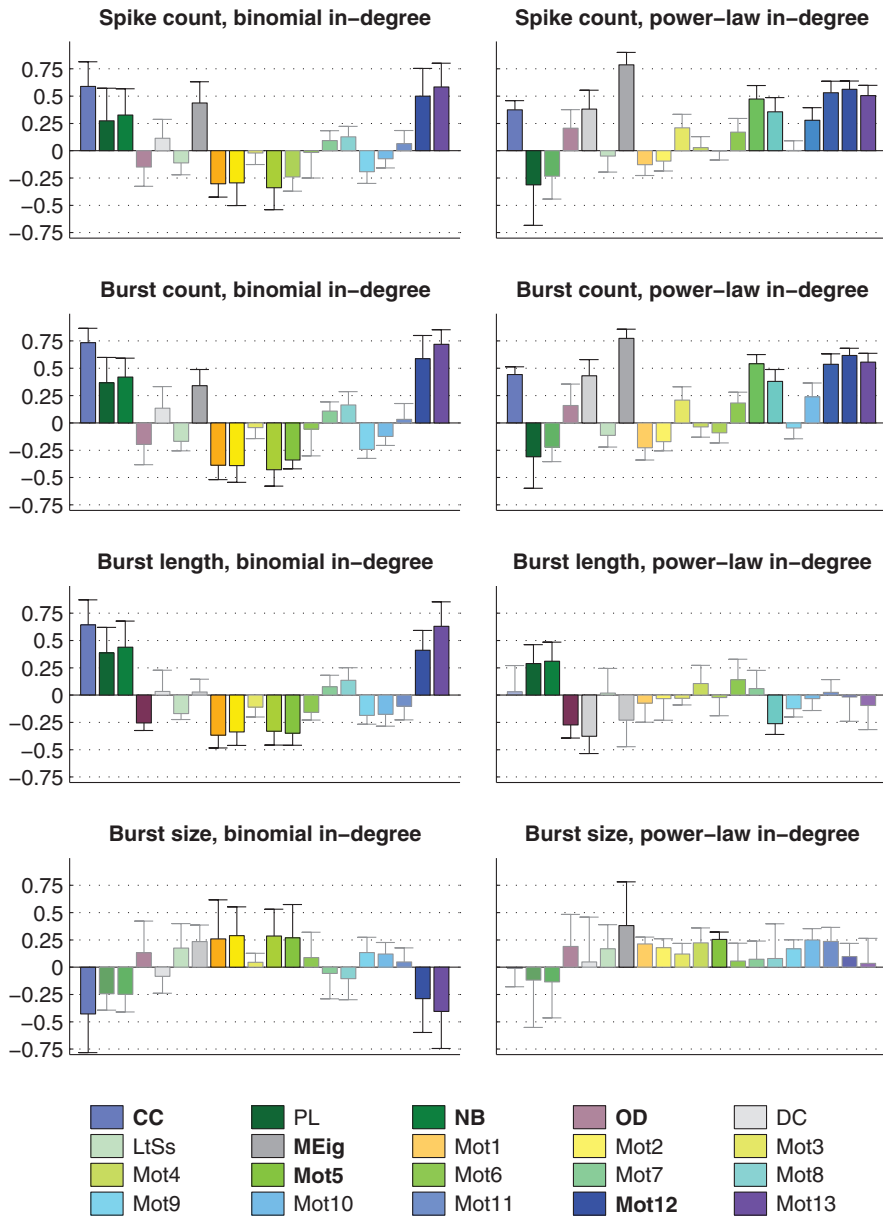 Spike count, binomial in−degree
0.75
0.5
0.25
0
−0.25
−0.5
−0.75
Spike count, power−law in−degree
Burst count, binomial in−degree
0.75
0.5
0.25
0
−0.25
−0.5
−0.75
Burst count, power−law in−degree
Burst length, binomial in−degree
0.75
0.5
0.25
0
−0.25
−0.5
−0.75
Burst length, power−law in−degree
Burst size, binomial in−degree
0.75
0.5
0.25
0
−0.25
−0.5
−0.75
Burst size, power−law in−degree
CC PL NB OD DC
LtSs MEig Mot1 Mot2 Mot3
Mot4 Mot5 Mot6 Mot7 Mot8
Mot9 Mot10 Mot11 Mot12 Mot13